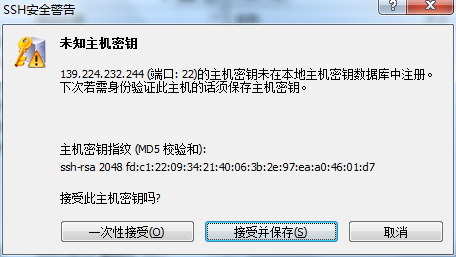 SSH安全警告
未知主机密钥
139.224.232.244 (端口: 22)的主机密钥未在本地主机密钥数据库中注册。
下次若需身份验证此主机的话须保存主机密钥。
主机密钥指纹 (MD5 校验和):
ssh-rsa 2048 fd:c1:22:09:34:21:40:06:3b:2e:97:ea:a0:46:01:d7
接受此主机密钥吗?
一次性接受(O) 接受并保存(S) 取消